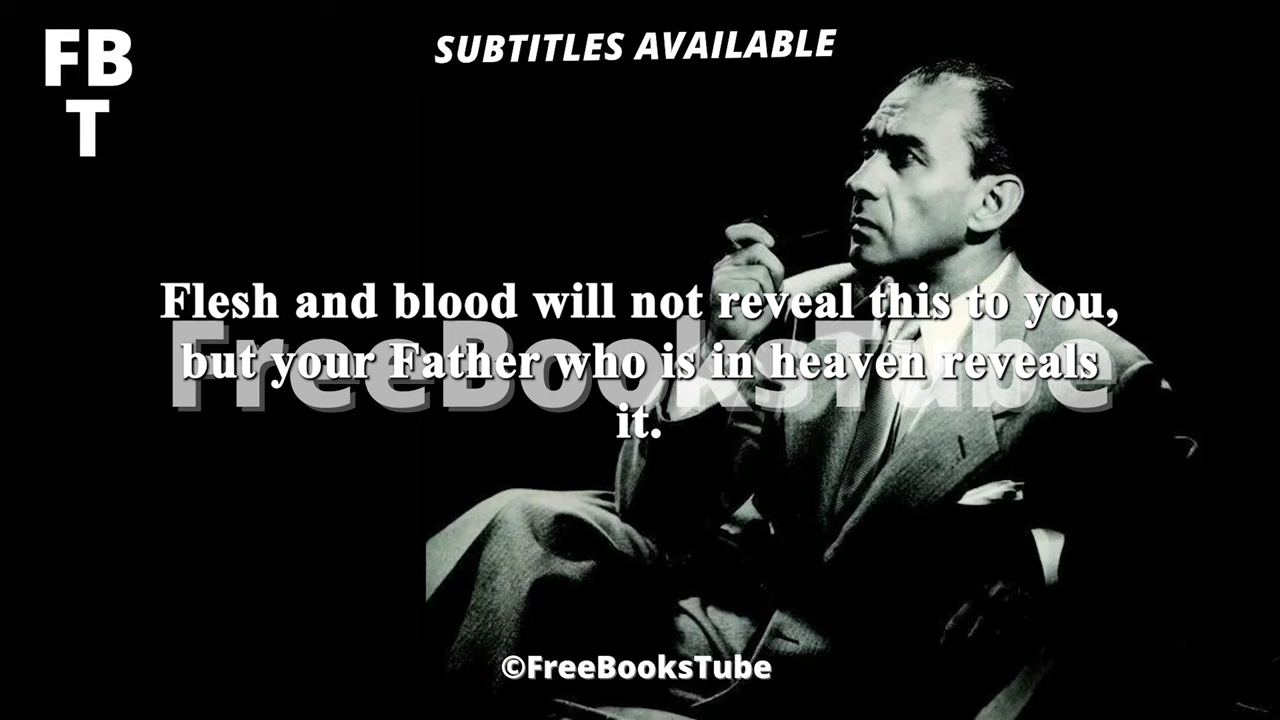 FB
T
SUBTITLES AVAILABLE
Flesh and blood will not reveal this to you,
but your Father who is in heaven reveals
it.
FreeBooksTube
©FreeBooksTube